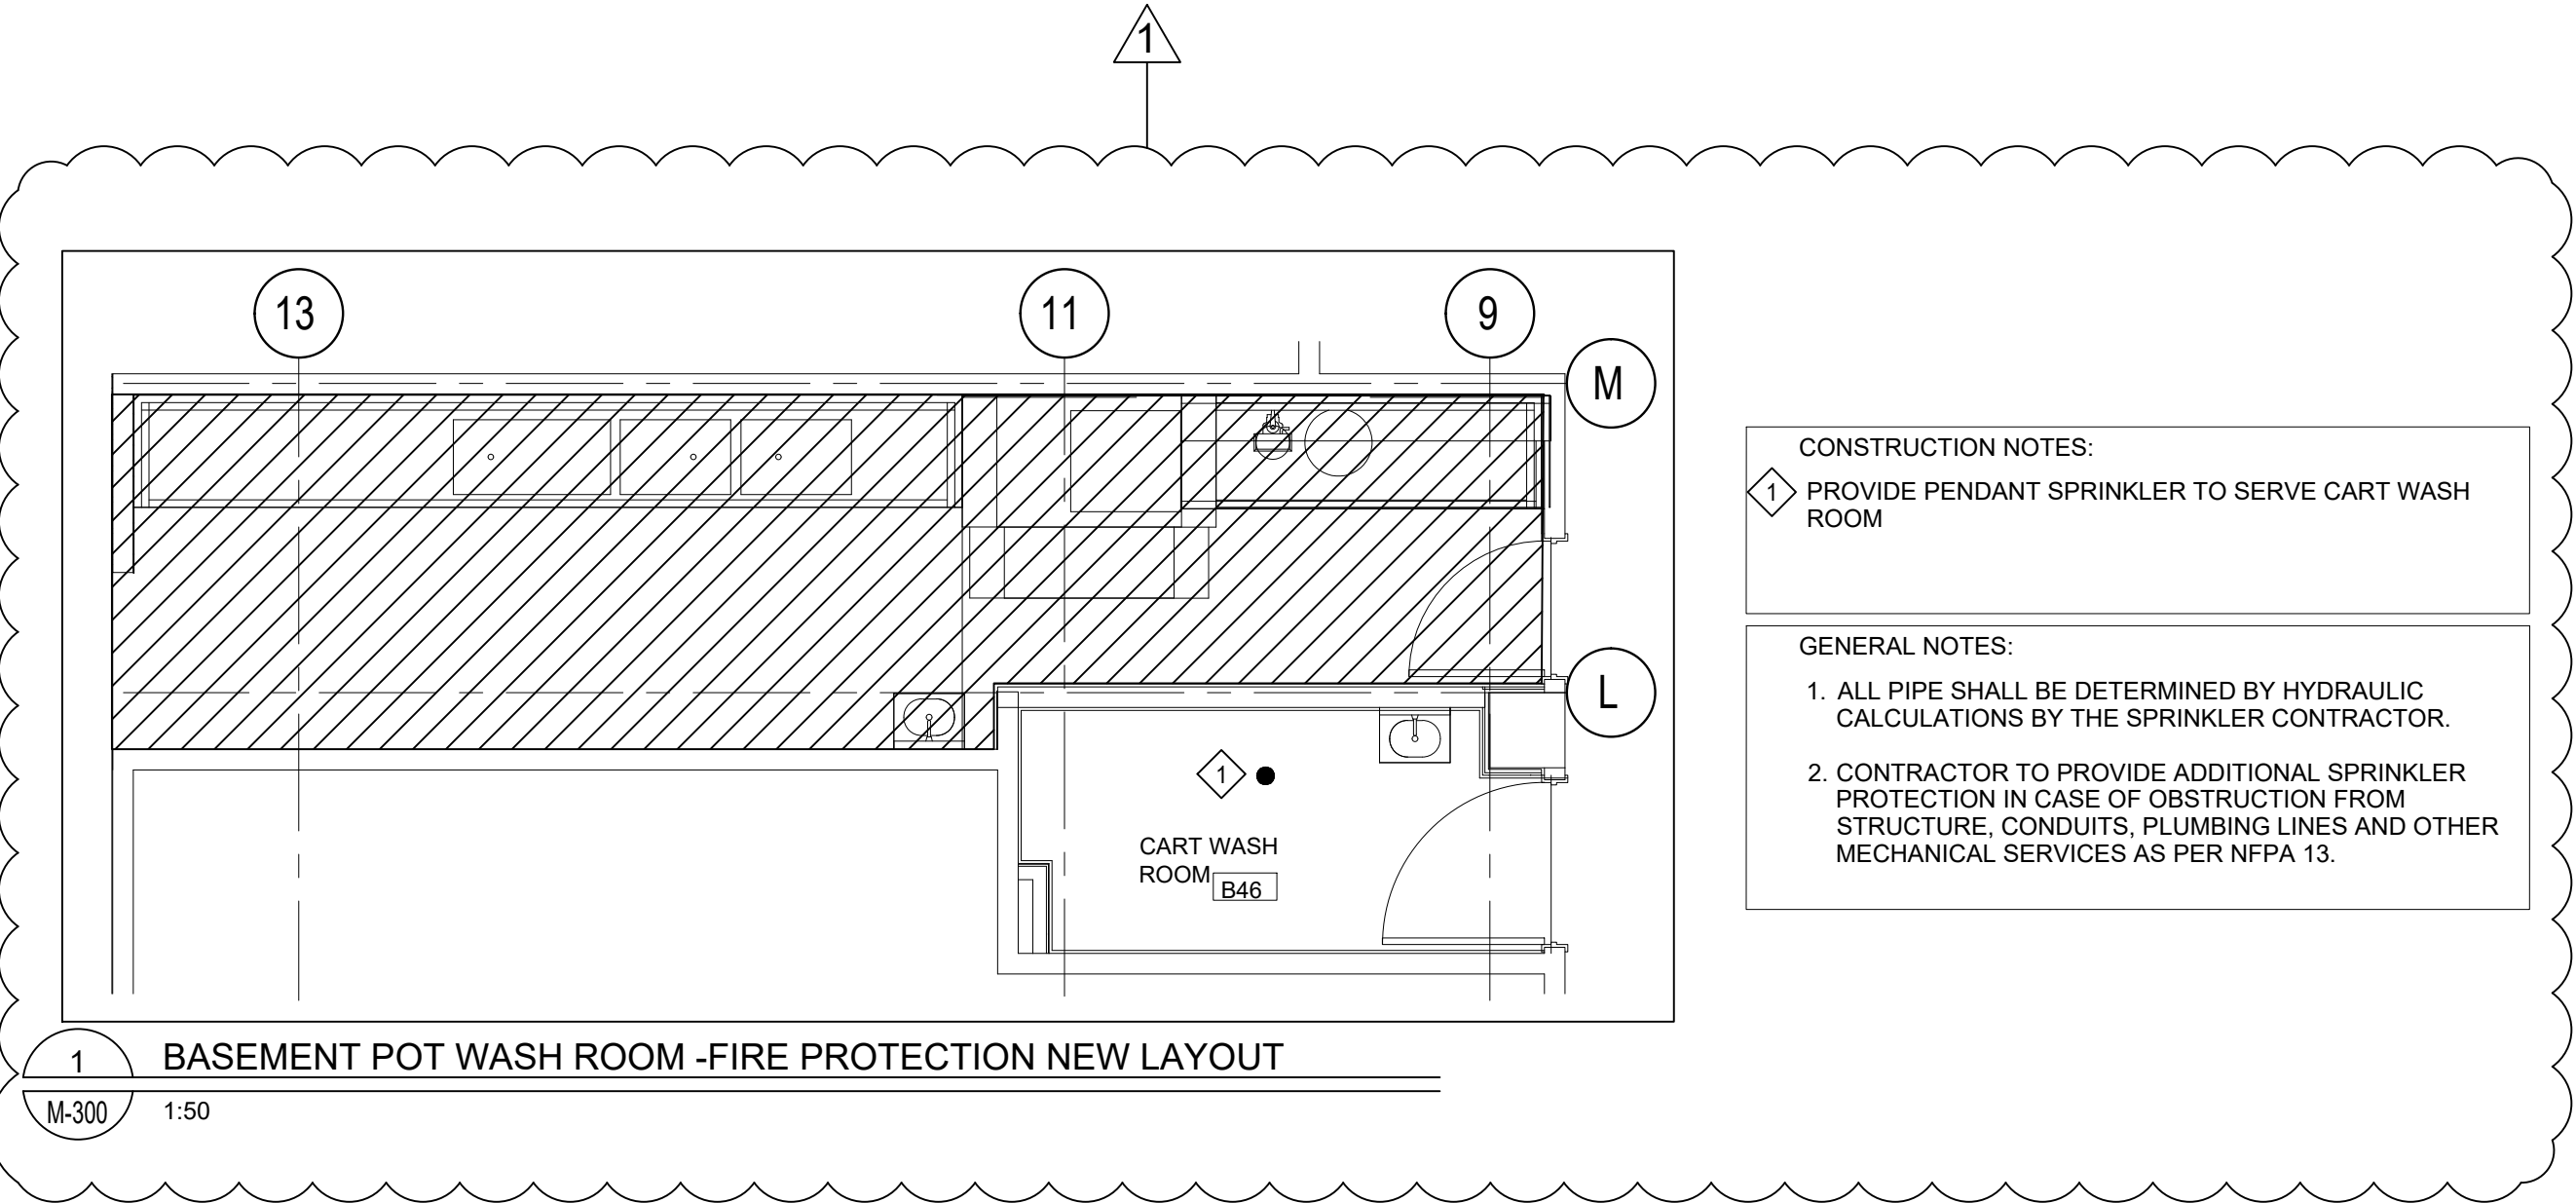 1
13
11
9
M
L
1
CART WASH
ROOM
B46
CONSTRUCTION NOTES:
1 PROVIDE PENDANT SPRINKLER TO SERVE CART WASH
ROOM
GENERAL NOTES:
1. ALL PIPE SHALL BE DETERMINED BY HYDRAULIC
CALCULATIONS BY THE SPRINKLER CONTRACTOR.
2. CONTRACTOR TO PROVIDE ADDITIONAL SPRINKLER
PROTECTION IN CASE OF OBSTRUCTION FROM
STRUCTURE, CONDUITS, PLUMBING LINES AND OTHER
MECHANICAL SERVICES AS PER NFPA 13.
1
BASEMENT POT WASH ROOM -FIRE PROTECTION NEW LAYOUT
M-300
1:50